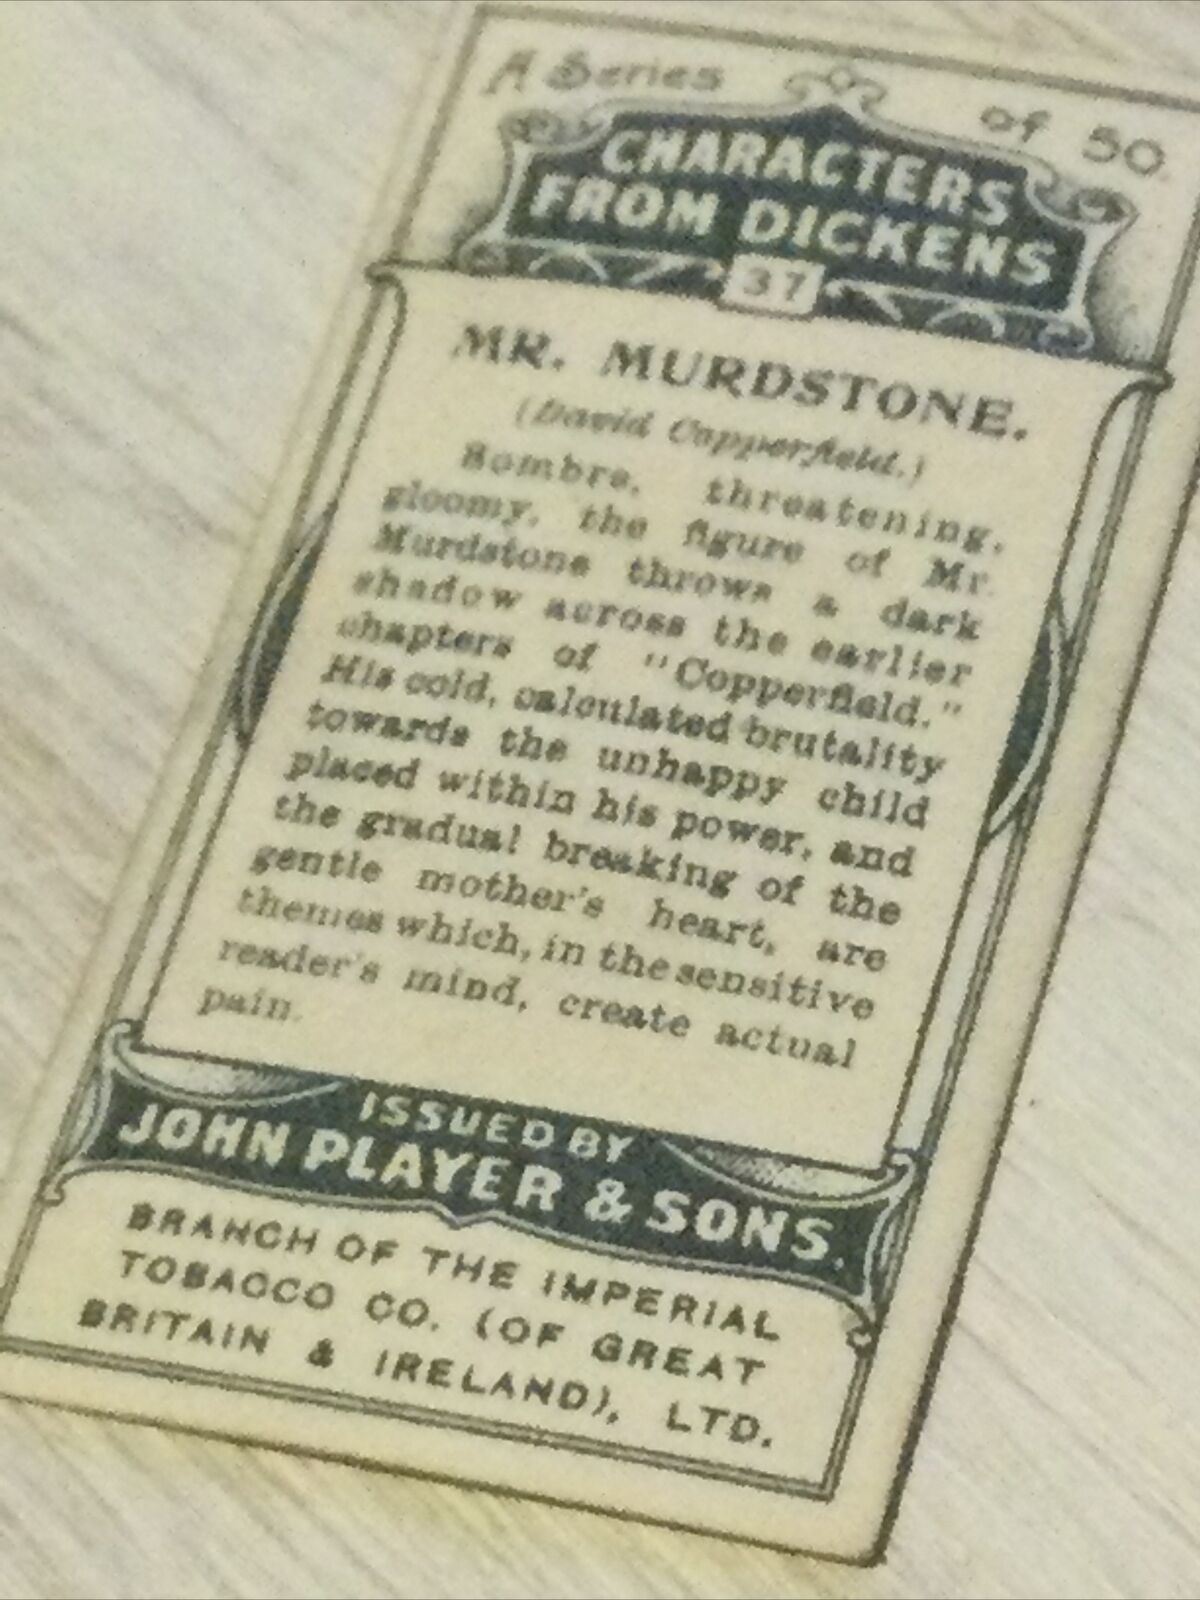 A Series of 50.
CHARACTERS
FROM DICKENS
37
MR. MURDSTONE.
(David Copperfield.)
Sombre, threatening,
gloomy, the figure of Mr.
Murdstone throws a dark
shadow across the earlier
chapters of "Copperfield."
His cold, calculated brutality
towards the unhappy child
placed within his power, and
the gradual breaking of the
gentle mother's heart, are
themes which, in the sensitive
reader's mind, create actual
pain.
ISSUED BY
JOHN PLAYER & SONS.
BRANCH OF THE IMPERIAL
TOBACCO CO. (OF GREAT
BRITAIN & IRELAND), LTD.